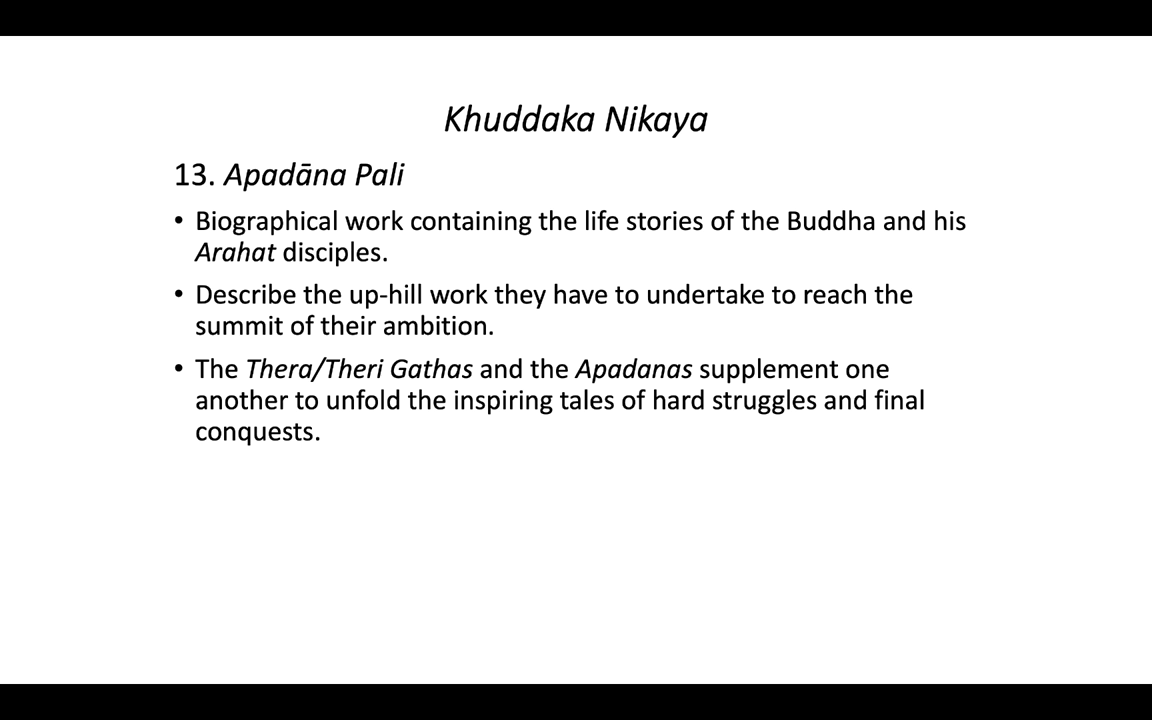 Khuddaka Nikaya
13. Apadāna Pali
• Biographical work containing the life stories of the Buddha and his
Arahat disciples.
• Describe the up-hill work they have to undertake to reach the
summit of their ambition.
• The Thera/Theri Gathas and the Apadanas supplement one
another to unfold the inspiring tales of hard struggles and final
conquests.